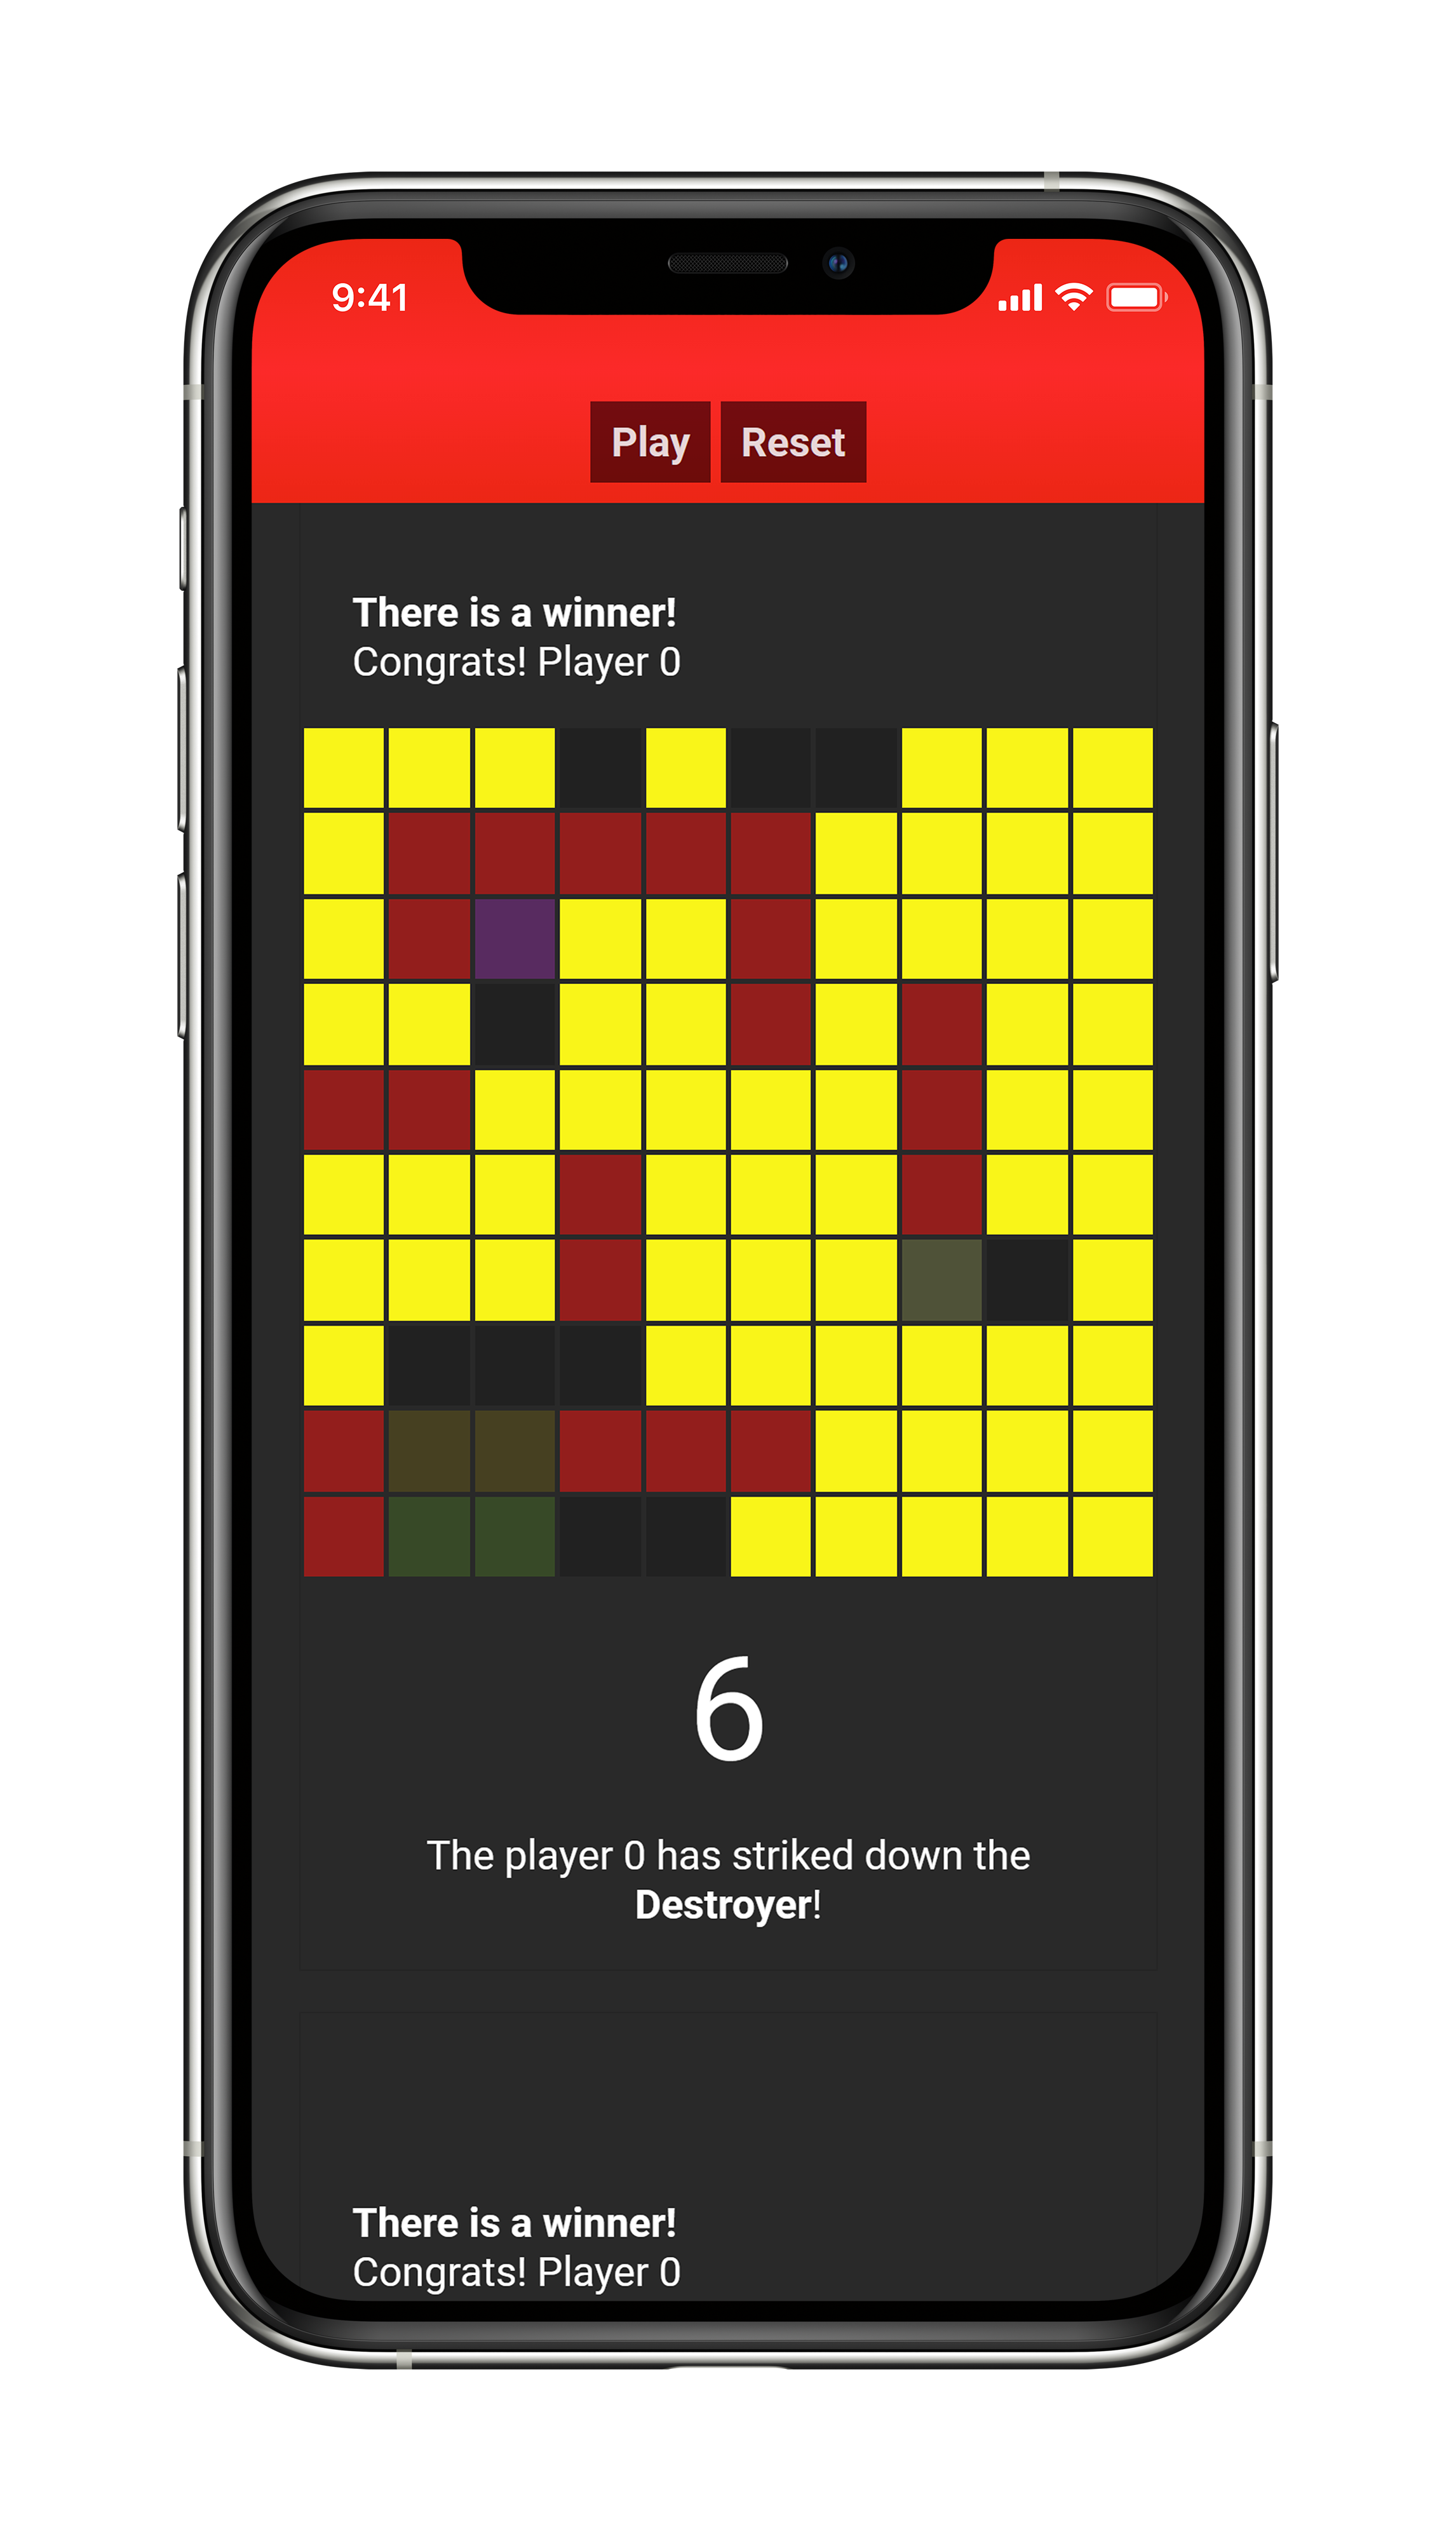 9:41
Play Reset
There is a winner!
Congrats! Player 0
6
The player 0 has striked down the
Destroyer!
There is a winner!
Congrats! Player 0